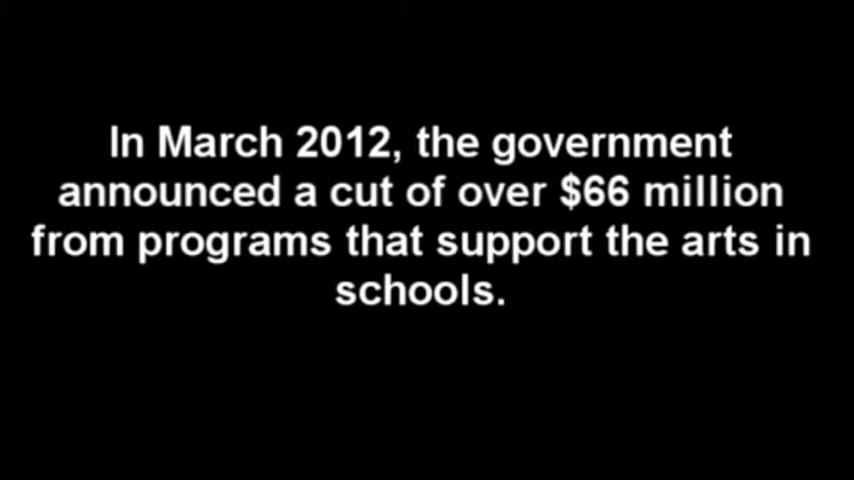 In March 2012, the government
announced a cut of over $66 million
from programs that support the arts in
schools.